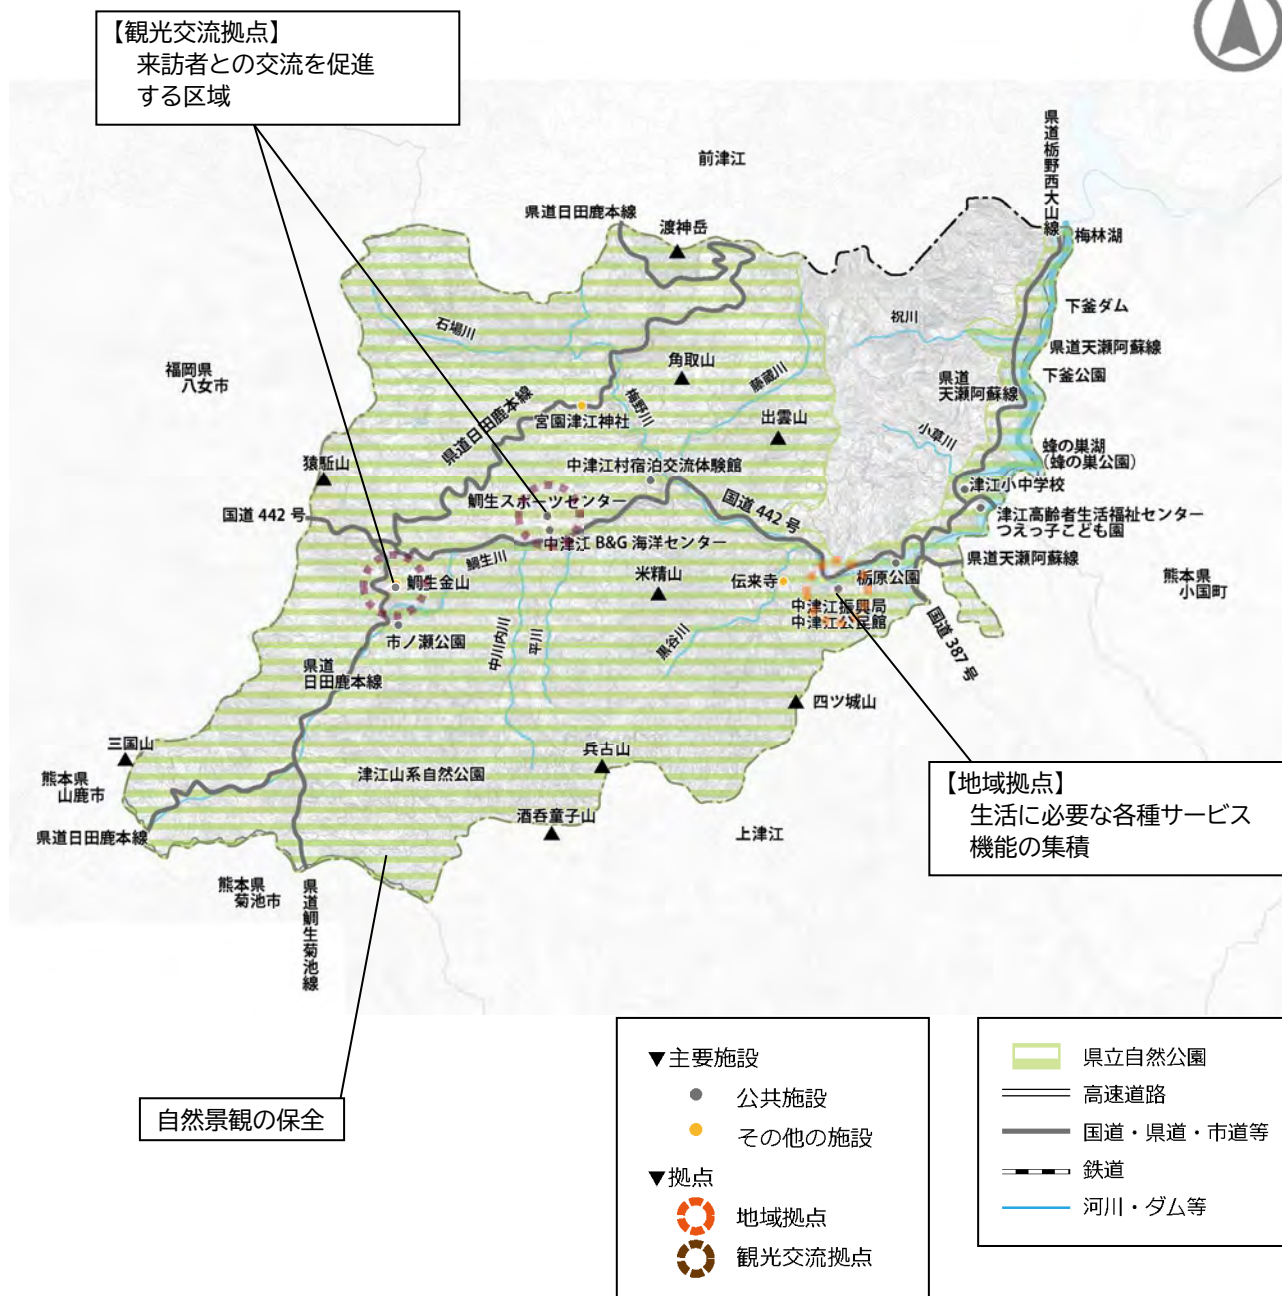 【観光交流拠点】
来訪者との交流を促進
する区域
前津江
県道栃野西大山線
県道日田鹿本線
渡神岳
梅林湖
下釜ダム
石場川
祝川
県道天瀬阿蘇線
福岡県
八女市
角取山
藤蔵川
県道
天瀬阿蘇線
下釜公園
県道日田鹿本線
宮園津江神社
梅野川
出雲山
小草川
蜂の巣湖
(蜂の巣公園)
猿駈山
中津江村宿泊交流体験館
津江小中学校
国道 442 号
鯛生スポーツセンター
国道 442 号
津江高齢者生活福祉センター
つえっ子こども園
中津江 B&G 海洋センター
鯛生川
県道天瀬阿蘇線
鯛生金山
米精山
伝来寺
栃原公園
熊本県
小国町
中津江振興局
中津江公民館
市ノ瀬公園
中川内川
平川
黒谷川
国道 387 号
県道
日田鹿本線
四ツ城山
三国山
兵古山
熊本県
山鹿市
津江山系自然公園
【地域拠点】
生活に必要な各種サービス
機能の集積
県道日田鹿本線
酒呑童子山
上津江
熊本県
菊池市
県道鯛生菊池線
自然景観の保全
▼主要施設
公共施設
その他の施設
▼拠点
地域拠点
観光交流拠点
県立自然公園
高速道路
国道・県道・市道等
鉄道
河川・ダム等